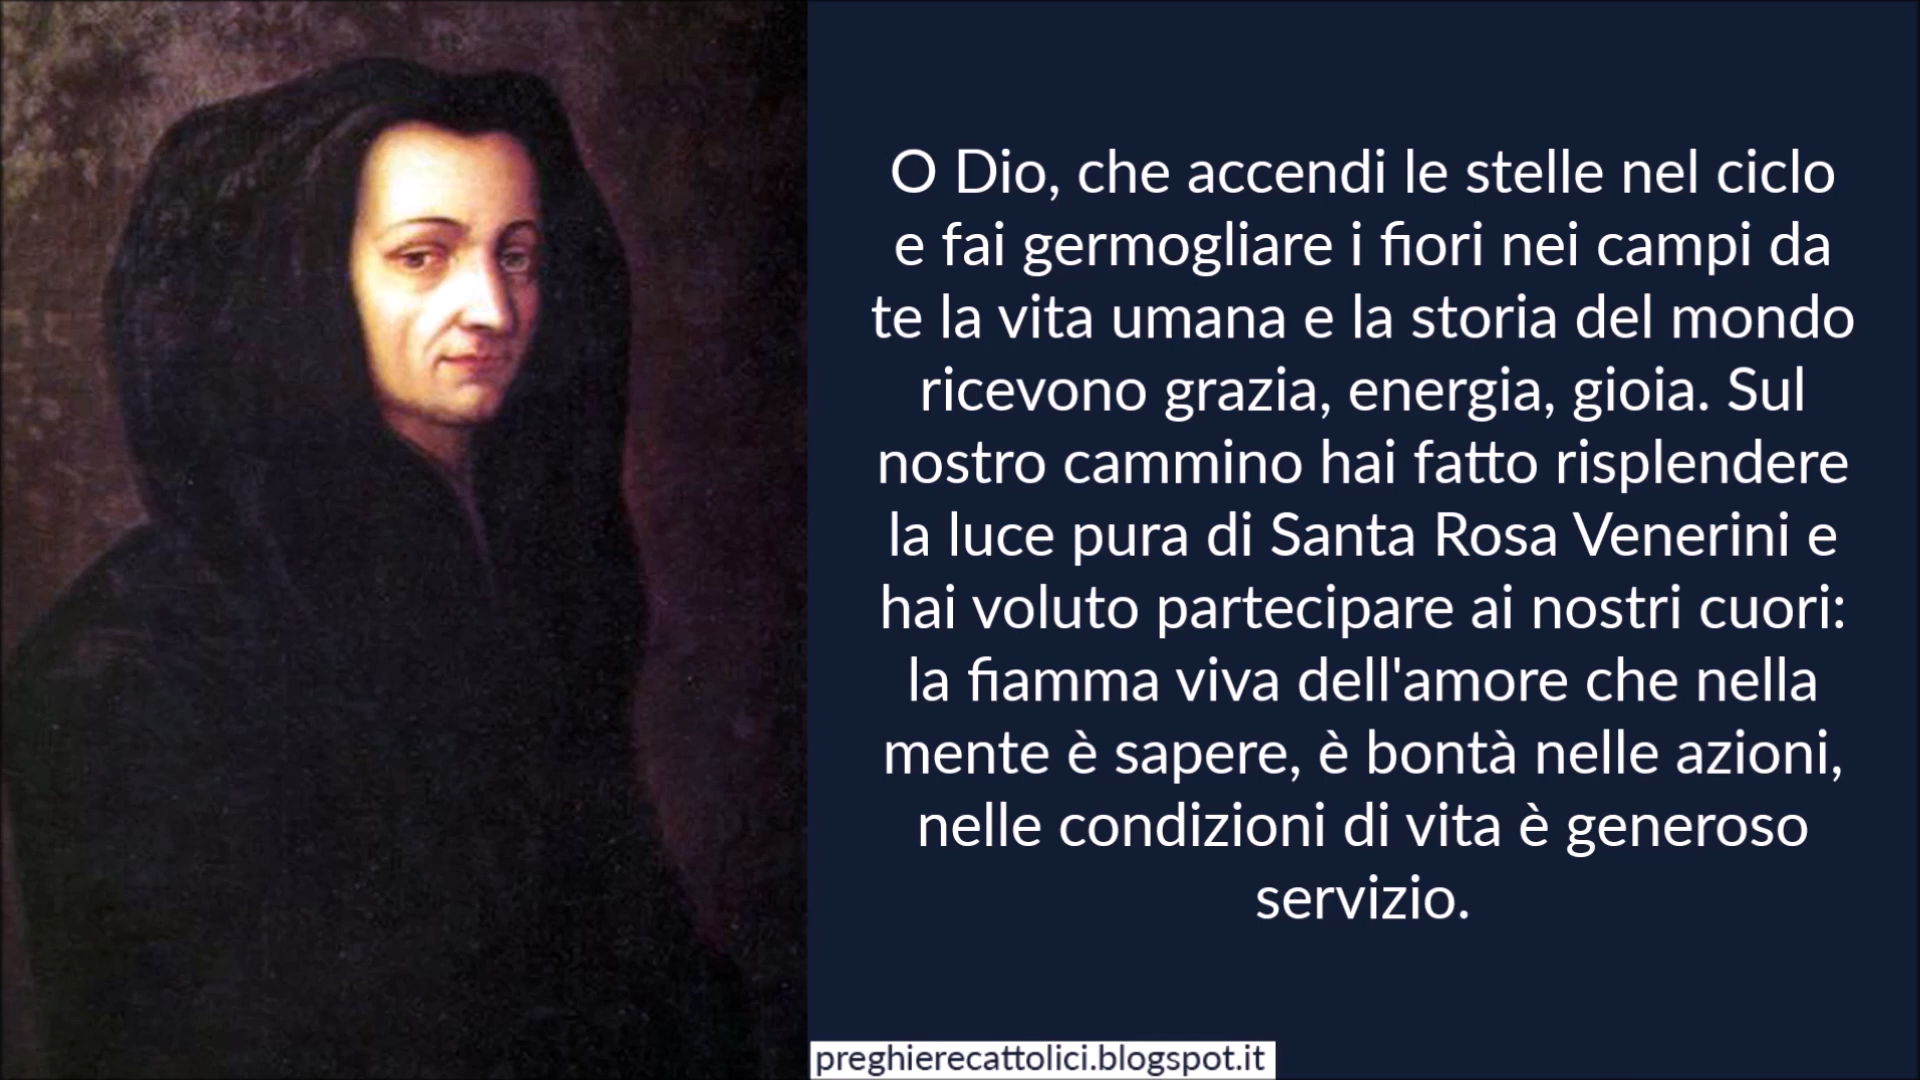 O Dio, che accendi le stelle nel ciclo
e fai germogliare i fiori nei campi da
te la vita umana e la storia del mondo
ricevono grazia, energia, gioia. Sul
nostro cammino hai fatto risplendere
la luce pura di Santa Rosa Venerini e
hai voluto partecipare ai nostri cuori:
la fiamma viva dell'amore che nella
mente è sapere, è bontà nelle azioni,
nelle condizioni di vita è generoso
servizio.
preghierecattolici.blogspot.it